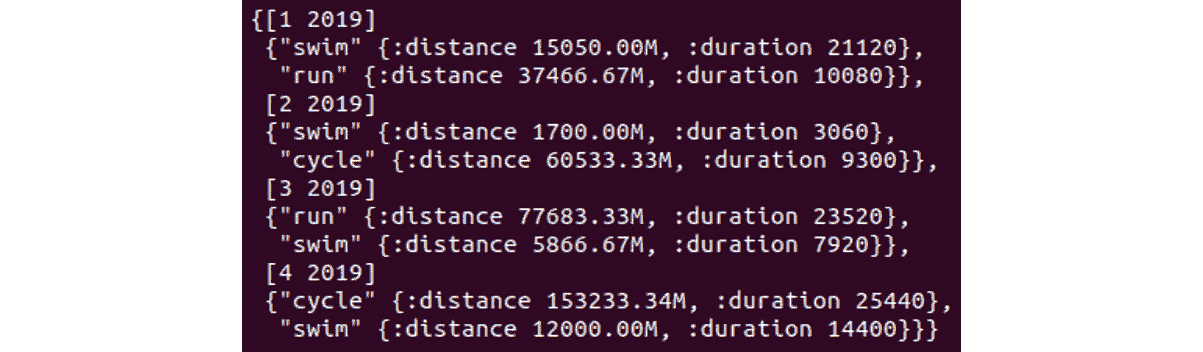 {[1 2019]
{"swim" {:distance 15050.00M, :duration 21120},
"run" {:distance 37466.67M, :duration 10080}},
[2 2019]
{"swim" {:distance 1700.00M, :duration 3060},
"cycle" {:distance 60533.33M, :duration 9300}},
[3 2019]
{"run" {:distance 77683.33M, :duration 23520},
"swim" {:distance 5866.67M, :duration 7920}},
[4 2019]
{"cycle" {:distance 153233.34M, :duration 25440},
"swim" {:distance 12000.00M, :duration 14400}}}